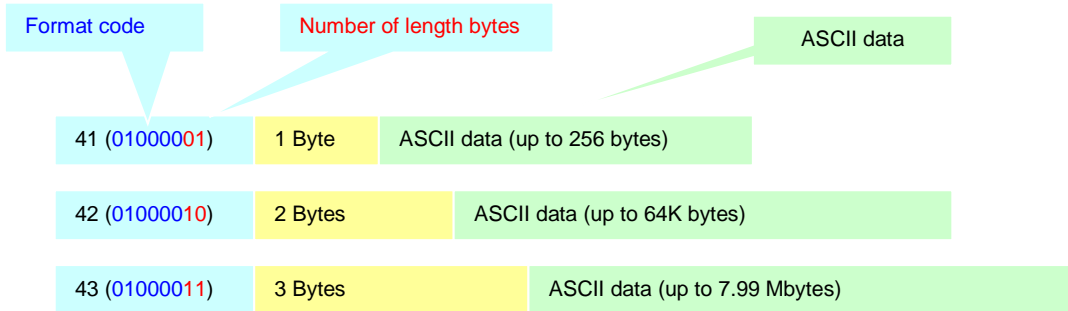 Format code
Number of length bytes
ASCII data
41 (01000001)
1 Byte
ASCII data (up to 256 bytes)
42 (01000010)
2 Bytes
ASCII data (up to 64K bytes)
43 (01000011)
3 Bytes
ASCII data (up to 7.99 Mbytes)